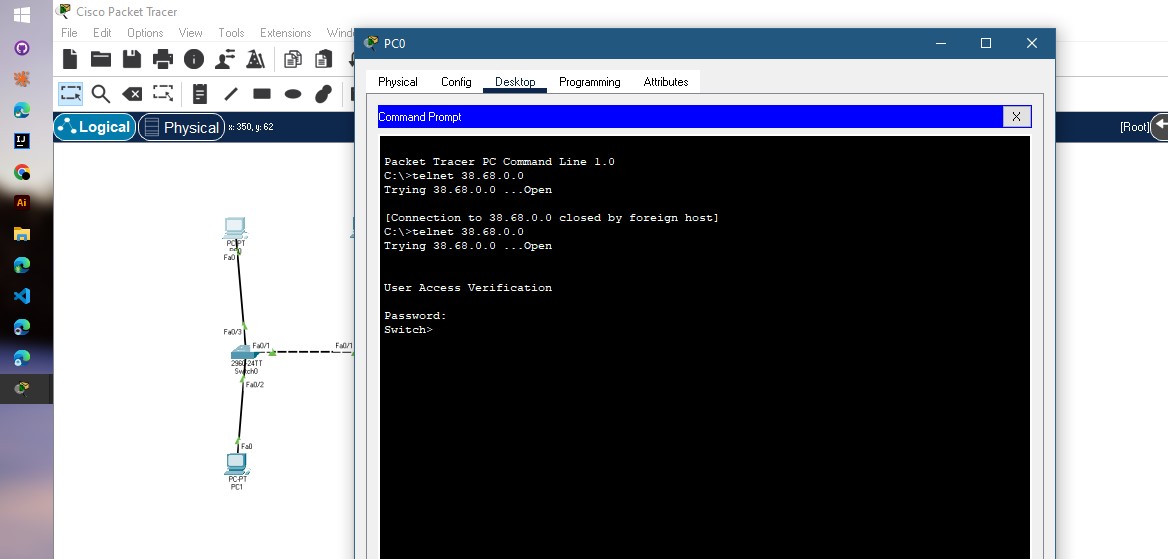 Cisco Packet Tracer
File Edit Options View Tools Extensions Windo
PC0
Physical Config Desktop Programming Attributes
Command Prompt
X
Logical
Physical
x: 350, y: 62
[Root]
Packet Tracer PC Command Line 1.0
C:\>telnet 38.68.0.0
Trying 38.68.0.0 ...Open
[Connection to 38.68.0.0 closed by foreign host]
C:\>telnet 38.68.0.0
Trying 38.68.0.0 ...Open
User Access Verification
Password:
Switch>
PC-PT
Fa0
Fa0/3
Fa0/1
Fa0/1
2960-24TT
Switch0
Fa0/2
Fa0
PC-PT
PC1
IJ
Ai